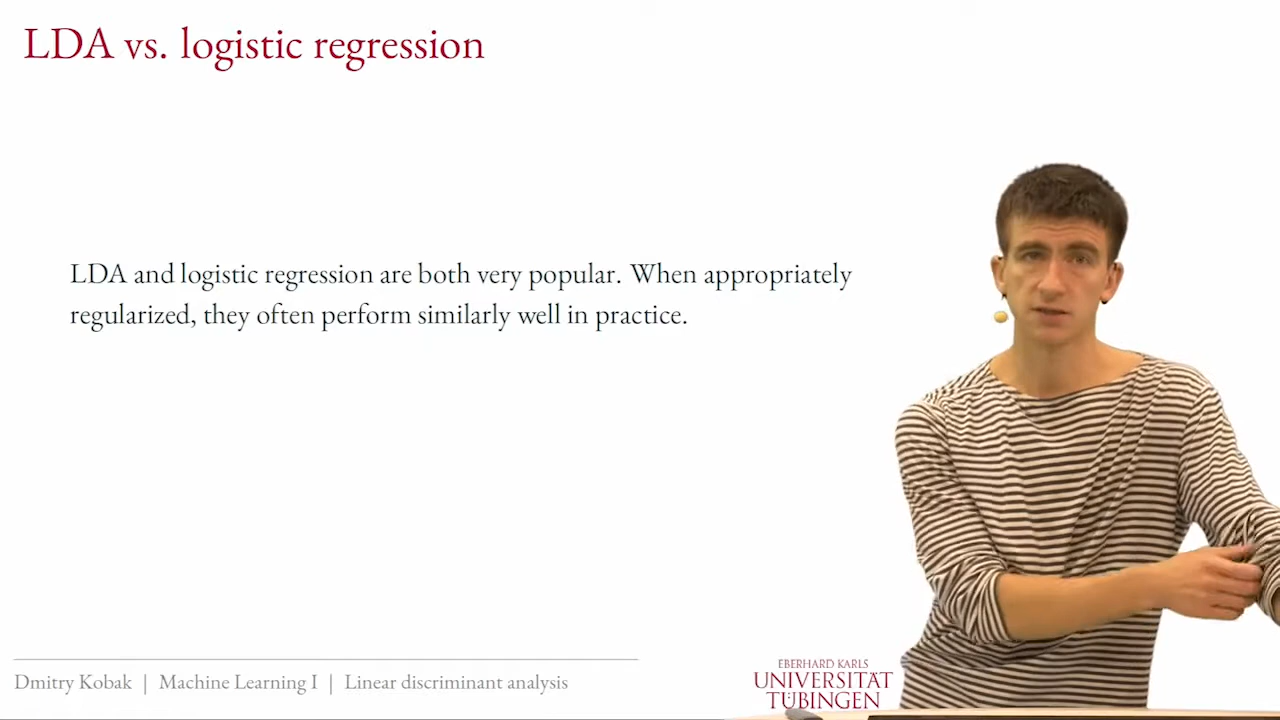 LDA vs. logistic regression
LDA and logistic regression are both very popular. When appropriately
regularized, they often perform similarly well in practice.
Dmitry Kobak | Machine Learning I | Linear discriminant analysis
EBERHARD KARLS
UNIVERSITÄT
TÜBINGEN